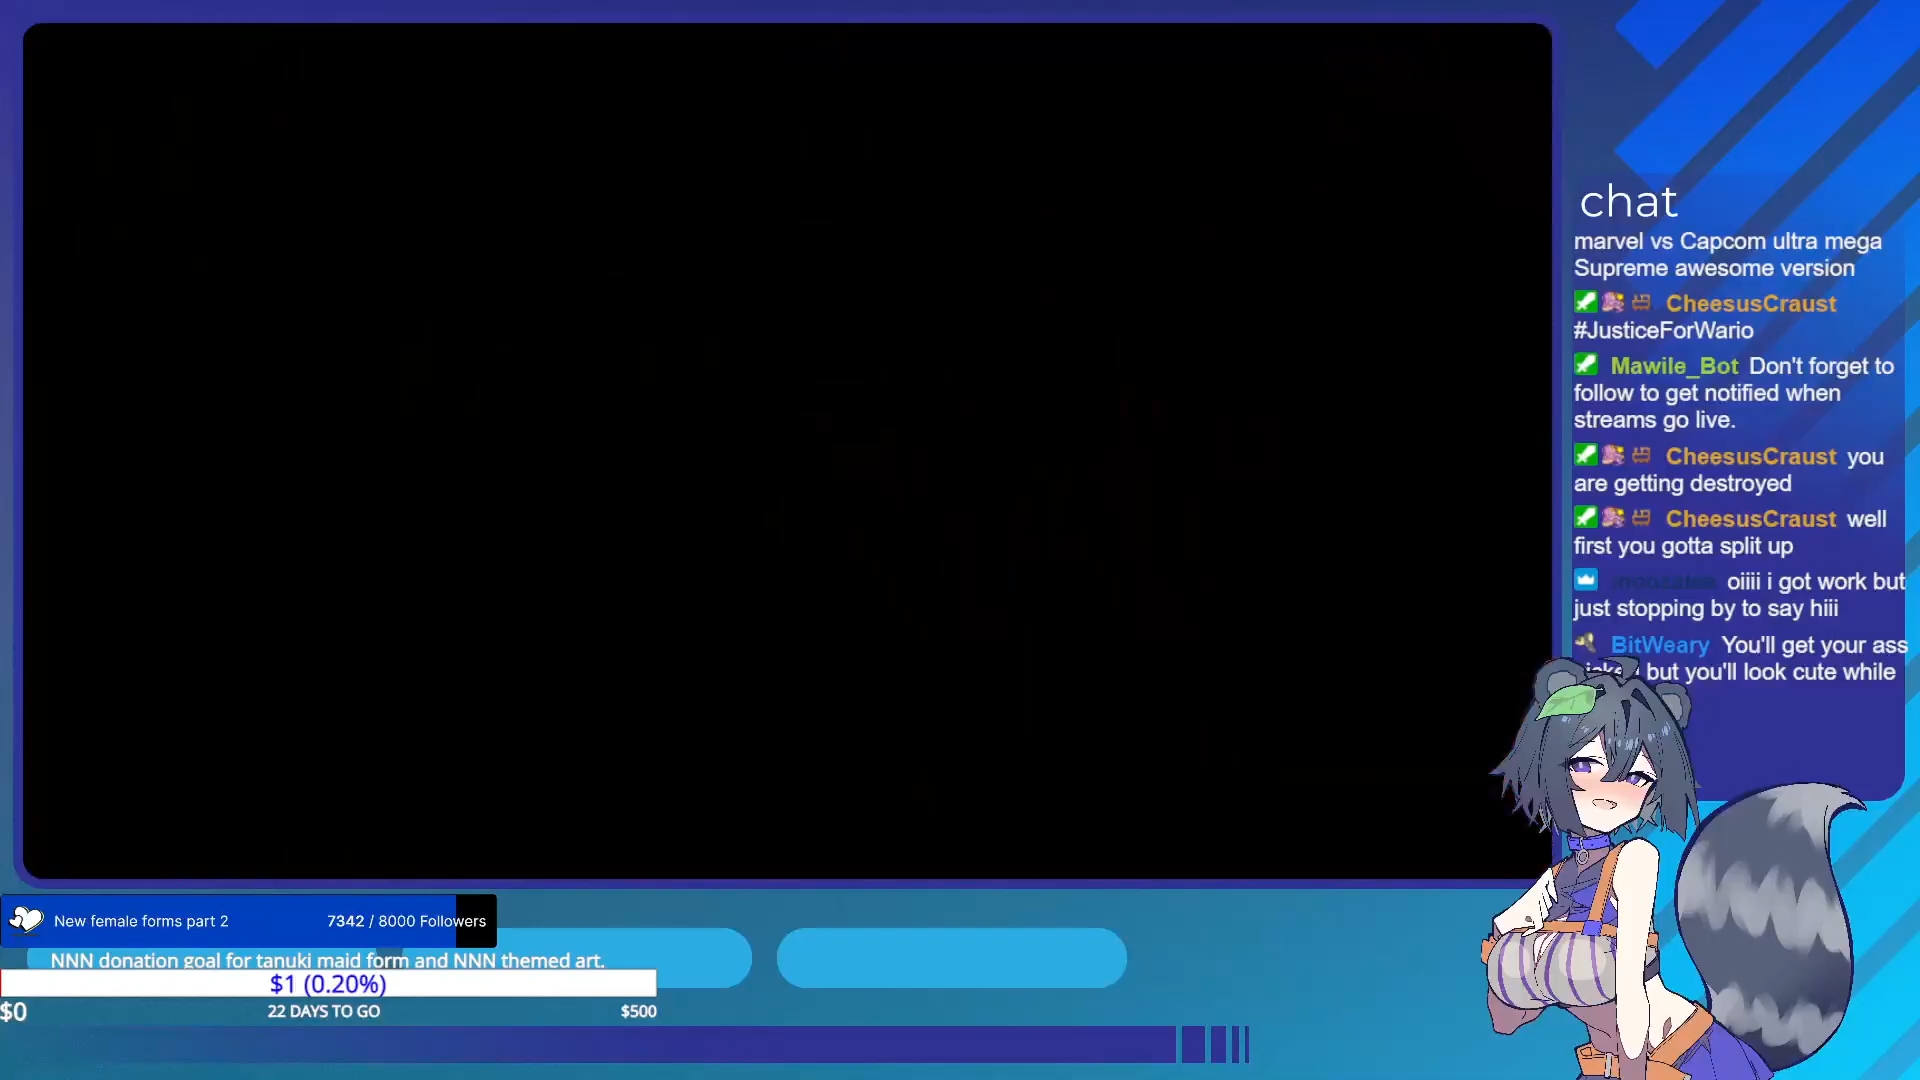 chat
marvel vs Capcom ultra mega
Supreme awesome version
CheesusCraust
#JusticeForWario
Mawile_Bot Don't forget to
follow to get notified when
streams go live.
CheesusCraust you
are getting destroyed
CheesusCraust well
first you gotta split up
oiiii i got work but
just stopping by to say hiii
BitWeary You'll get your ass
but you'll look cute while
New female forms part 2 7342 / 8000 Followers
NNN donation goal for tanuki maid form and NNN themed art.
$1 (0.20%)
$0 22 DAYS TO GO $500